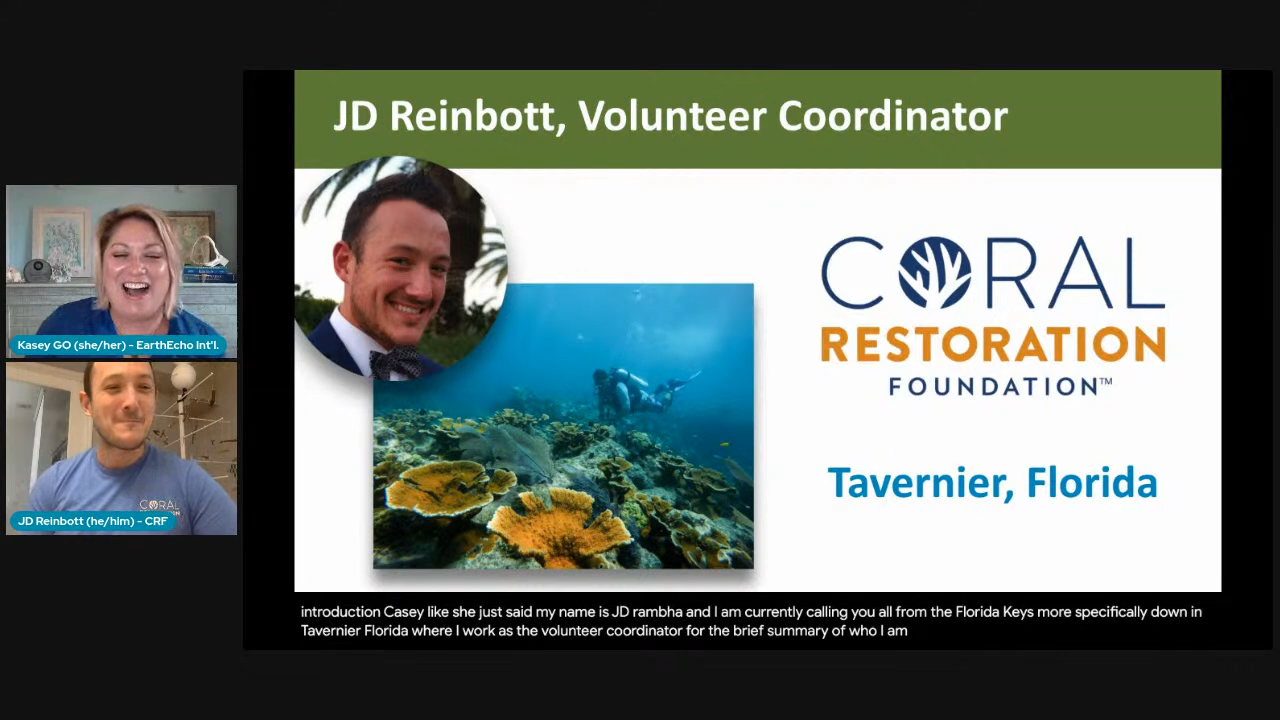 JD Reinbott, Volunteer Coordinator
CORAL
RESTORATION
FOUNDATION™
Tavernier, Florida
Kasey GO (she/her) - EarthEcho Int'l.
CORAL
JD Reinbott (he/him) - CRF
introduction Casey like she just said my name is JD rambha and I am currently calling you all from the Florida Keys more specifically down in
Tavernier Florida where I work as the volunteer coordinator for the brief summary of who I am